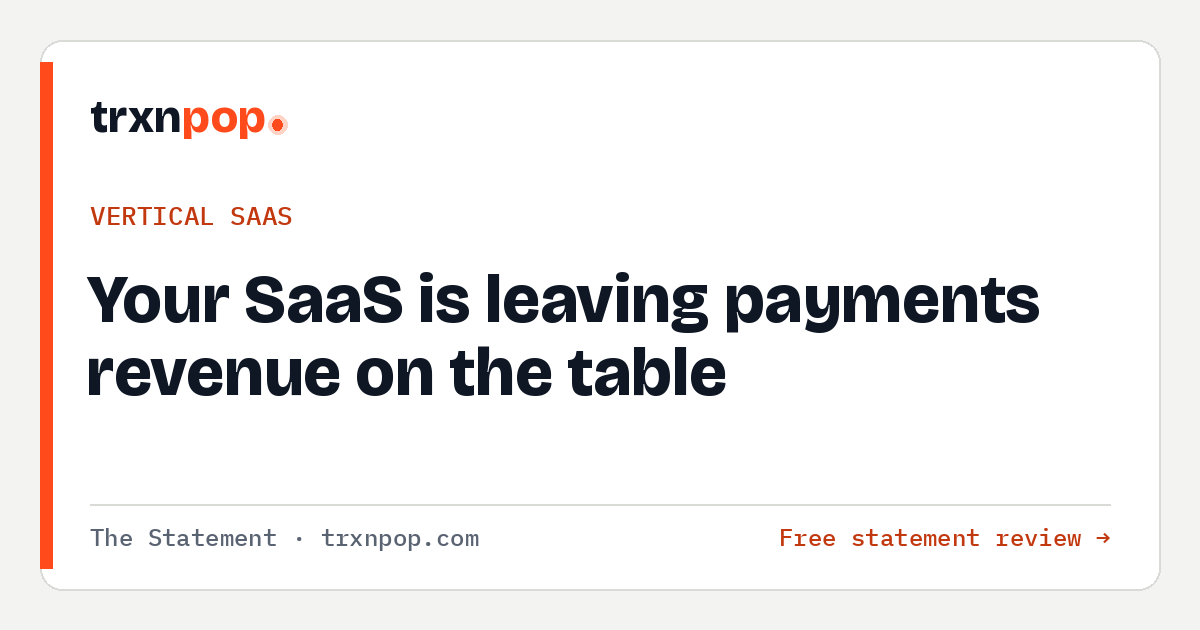 trxnpop
VERTICAL SAAS
Your SaaS is leaving payments
revenue on the table
The Statement · trxnpop.com
Free statement review →